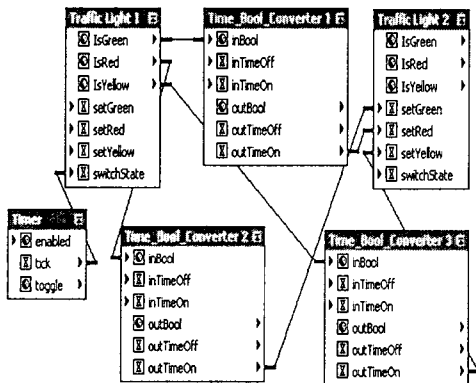 Traffic Light 1
IsGreen
IsRed
IsYellow
setGreen
setRed
setYellow
switchState
Time_Bool_Converter 1
inBool
inTimeOff
inTimeOn
outBool
outTimeOff
outTimeOn
Traffic Light 2
IsGreen
IsRed
IsYellow
setGreen
setRed
setYellow
switchState
Timer
enabled
tick
toggle
Time_Bool_Converter 2
inBool
inTimeOff
inTimeOn
outBool
outTimeOff
outTimeOn
Time_Bool_Converter 3
inBool
inTimeOff
inTimeOn
outBool
outTimeOff
outTimeOn